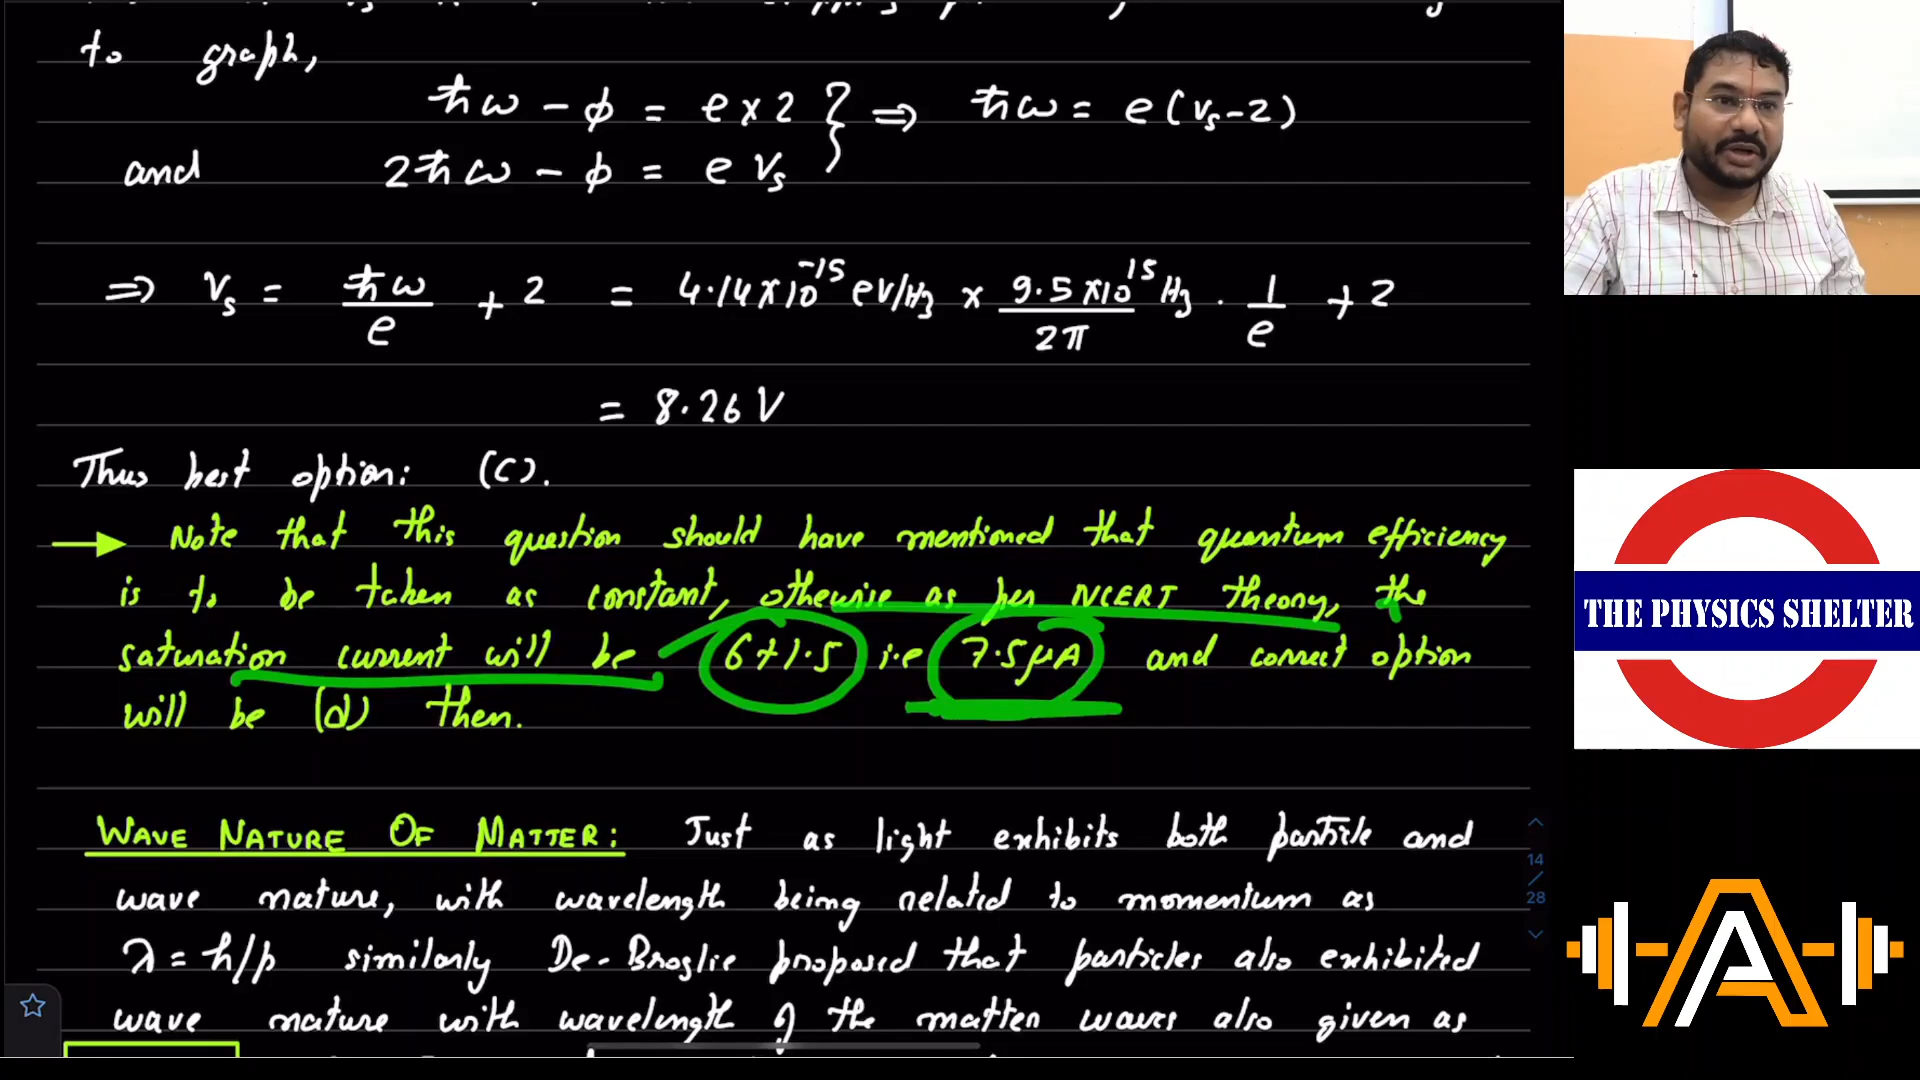 to graph,
ħω − ϕ = e × 2 } ⇒ ħω = e(Vs − 2)
and 2ħω − ϕ = e Vs
⇒ Vs = ħω/e + 2 = 4.14×10^-15 eV/Hz × 9.5×10^15 Hz/2π · 1/e + 2
= 8.26 V
Thus best option: (C).
→ Note that this question should have mentioned that quantum efficiency
is to be taken as constant, otherwise as per NCERT theory, the
saturation current will be 6+1.5 i.e 7.5μA and correct option
will be (d) then.
WAVE NATURE OF MATTER: Just as light exhibits both particle and
wave nature, with wavelength being related to momentum as
λ = h/p similarly De-Broglie proposed that particles also exhibited
wave nature with wavelength of the matter waves also given as
14
/
28
THE PHYSICS SHELTER
A